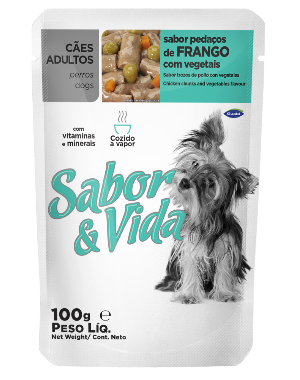 CÃES
ADULTOS
perros
dogs
sabor pedaços
de FRANGO
com vegetais
Sabor trozos de pollo con vegetales
Chicken chunks and vegetables flavour
com
vitaminas
e minerais
Cozido
a vapor
Guabi
Sabor
& Vida
100g ℮
PESO LÍQ.
Net Weight/ Cont. Neto